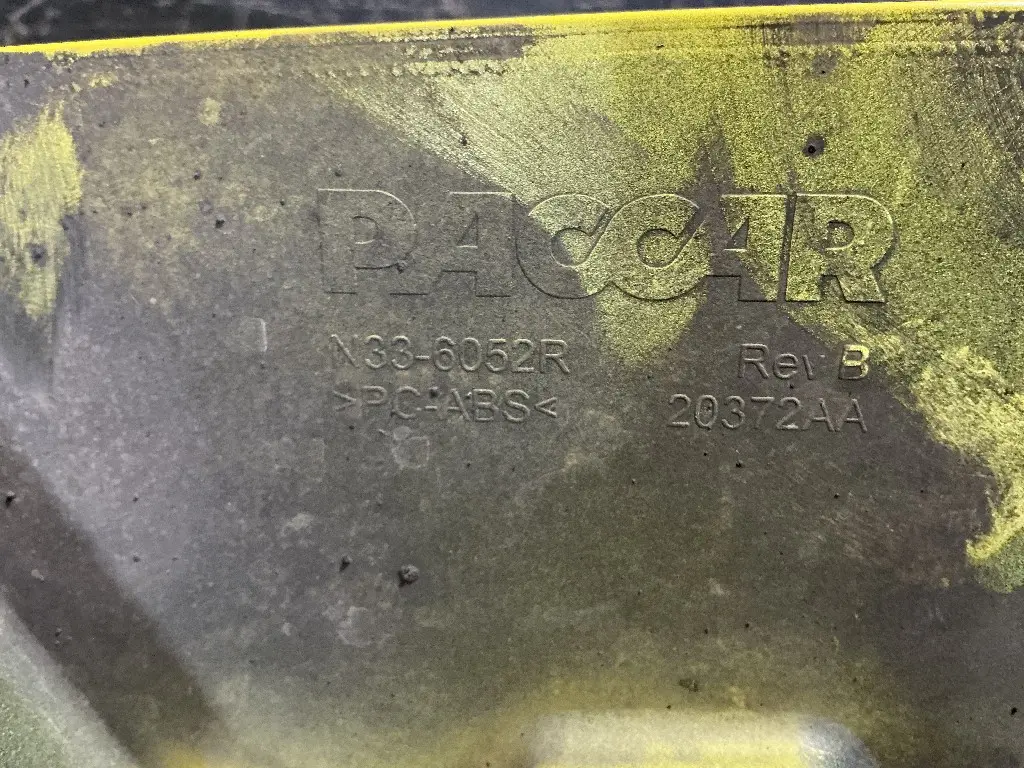 PACCAR
N33-6052R Rev B
>PC-ABS< 20372AA